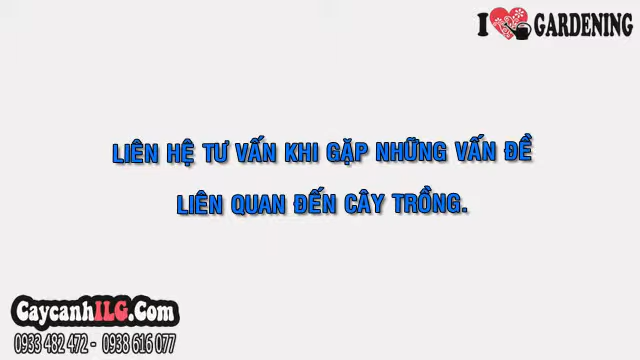 I GARDENING
LIÊN HỆ TƯ VẤN KHI GẶP NHỮNG VẤN ĐỀ
LIÊN QUAN ĐẾN CÂY TRỒNG.
CaycanhILG.Com
0933 482 472 - 0938 616 077